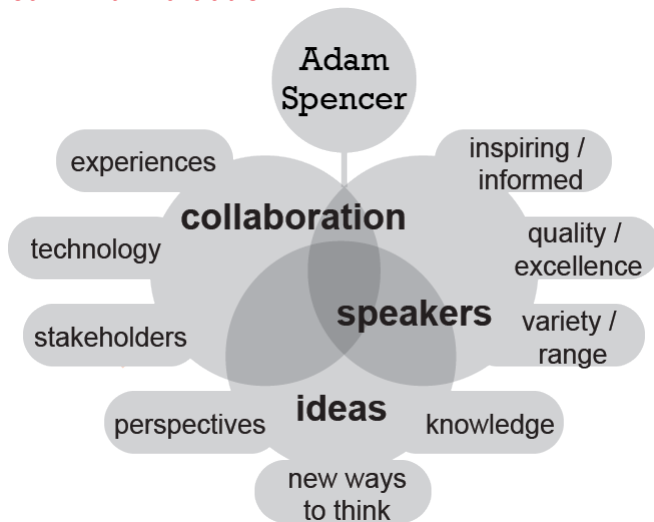 Adam
Spencer
experiences
inspiring /
informed
collaboration
technology
quality /
excellence
speakers
stakeholders
variety /
range
ideas
perspectives
knowledge
new ways
to think